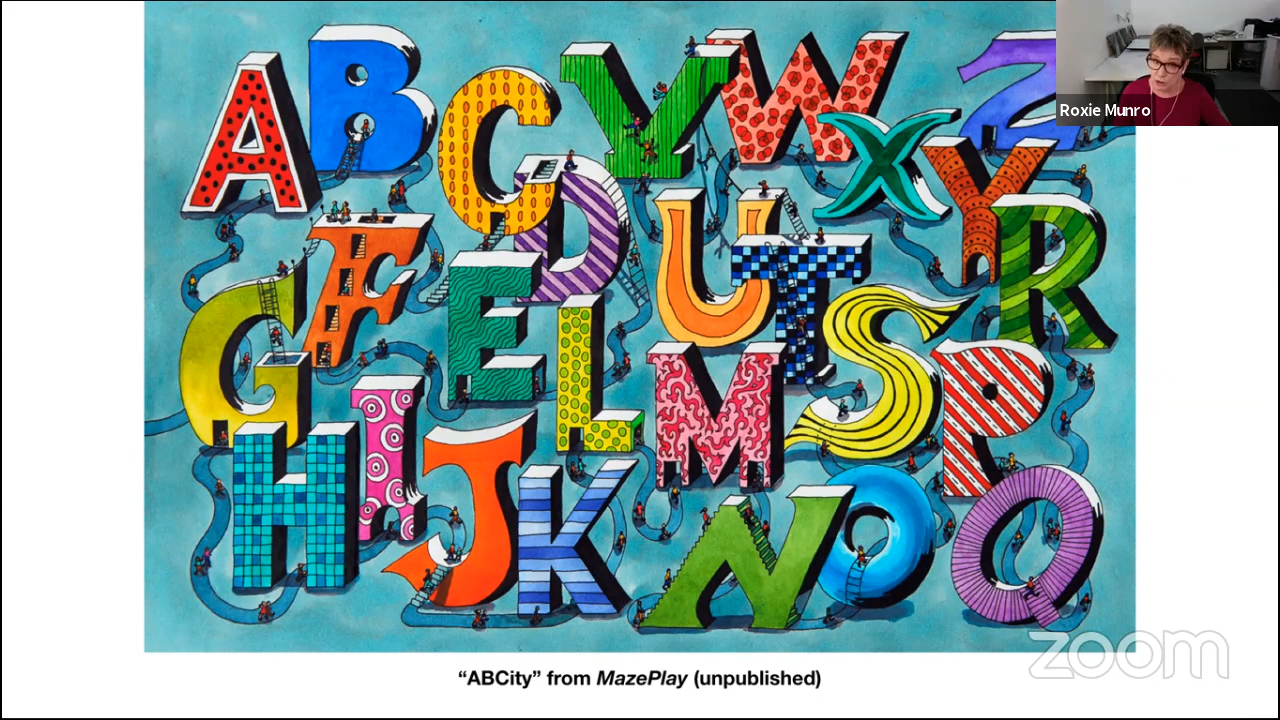 A B C V W X Z
F D U T Y R
G E L M S P
H I J K N O Q
Roxie Munro
zoom
“ABCity” from MazePlay (unpublished)